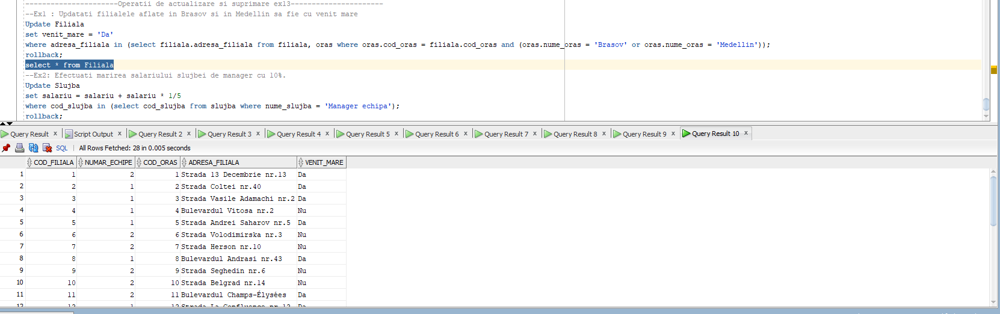 ----------------------Operatii de actualizare si suprimare ex13----------------------
--Ex1 : Updatati filialele aflate in Brasov si in Medellin sa fie cu venit mare
Update Filiala
set venit_mare = 'Da'
where adresa_filiala in (select filiala.adresa_filiala from filiala, oras where oras.cod_oras = filiala.cod_oras and (oras.nume_oras = 'Brasov' or oras.nume_oras = 'Medellin'));
rollback;
select * from Filiala
--Ex2: Efectuati marirea salariului slujbei de manager cu 10%.
Update Slujba
set salariu = salariu + salariu * 1/5
where cod_slujba in (select cod_slujba from slujba where nume_slujba = 'Manager echipa');
rollback;
Query Result x Script Output x Query Result 2 x Query Result 3 x Query Result 4 x Query Result 5 x Query Result 6 x Query Result 7 x Query Result 8 x Query Result 9 x Query Result 10 x
SQL | All Rows Fetched: 28 in 0.005 seconds
COD_FILIALA NUMAR_ECHIPE COD_ORAS ADRESA_FILIALA VENIT_MARE
1 1 2 1 Strada 13 Decembrie nr.13 Da
2 2 1 2 Strada Coltei nr.40 Da
3 3 1 3 Strada Vasile Adamachi nr.2 Da
4 4 1 4 Bulevardul Vitosa nr.2 Nu
5 5 1 5 Strada Andrei Saharov nr.5 Da
6 6 2 6 Strada Volodimirska nr.3 Nu
7 7 2 7 Strada Herson nr.10 Nu
8 8 1 8 Bulevardul Andrasi nr.43 Da
9 9 2 9 Strada Seghedin nr.6 Nu
10 10 2 10 Strada Belgrad nr.14 Nu
11 11 2 11 Bulevardul Champs-Élysées Da
12 12 1 12 Strada La Confluence nr.12 Da